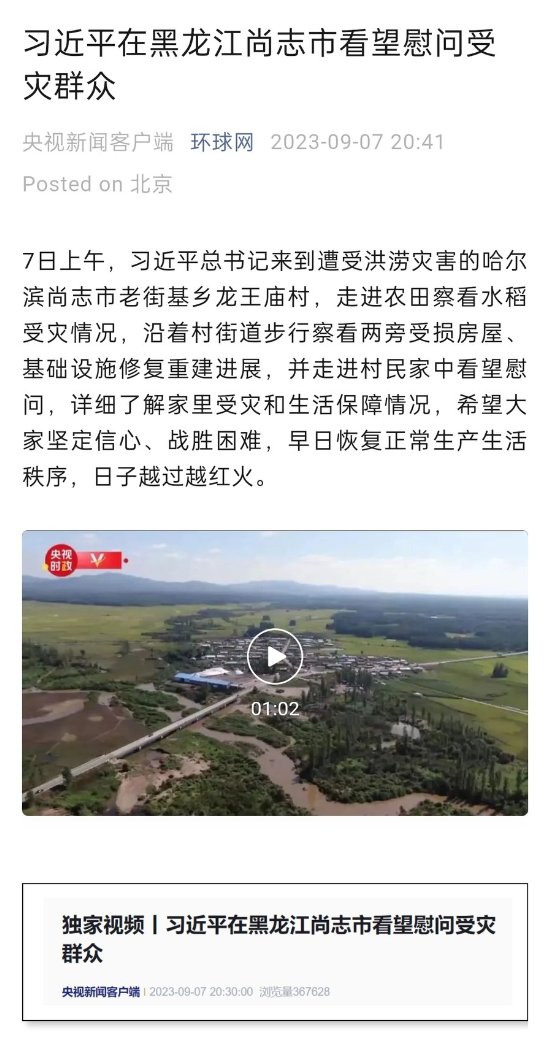 习近平在黑龙江尚志市看望慰问受
灾群众
央视新闻客户端 环球网 2023-09-07 20:41
Posted on 北京
7日上午，习近平总书记来到遭受洪涝灾害的哈尔
滨尚志市老街基乡龙王庙村，走进农田察看水稻
受灾情况，沿着村街道步行察看两旁受损房屋、
基础设施修复重建进展，并走进村民家中看望慰
问，详细了解家里受灾和生活保障情况，希望大
家坚定信心、战胜困难，早日恢复正常生产生活
秩序，日子越过越红火。
央视
时政
01:02
独家视频丨习近平在黑龙江尚志市看望慰问受灾
群众
央视新闻客户端 | 2023-09-07 20:30:00 浏览量367628